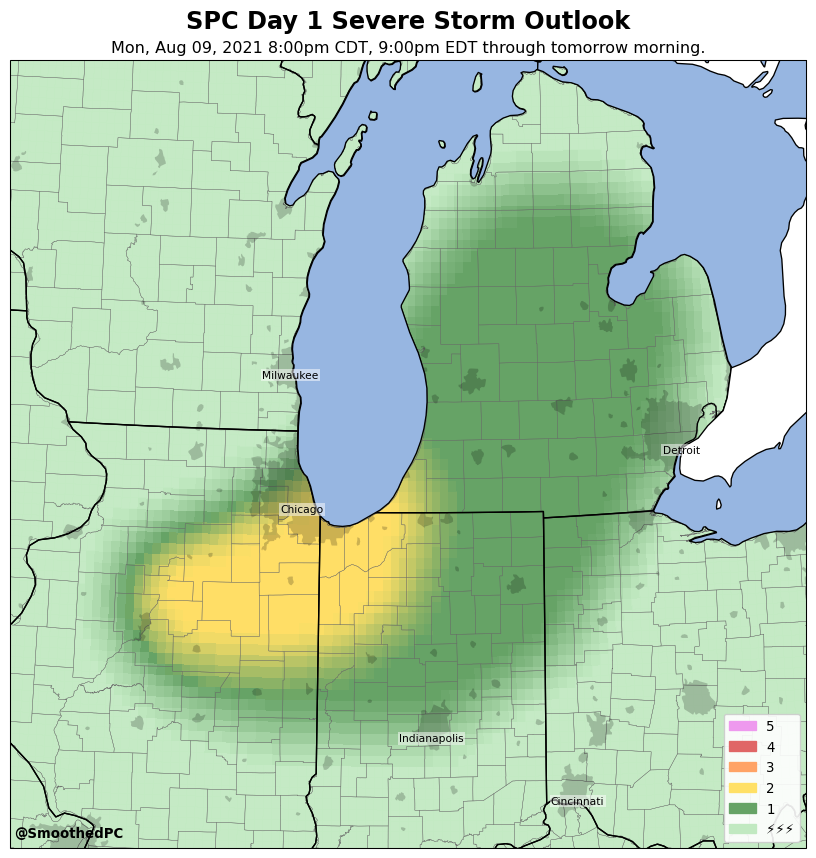 SPC Day 1 Severe Storm Outlook
Mon, Aug 09, 2021 8:00pm CDT, 9:00pm EDT through tomorrow morning.
Milwaukee
Detroit
Chicago
Indianapolis
Cincinnati
5
4
3
2
1
⚡⚡⚡
@SmoothedPC